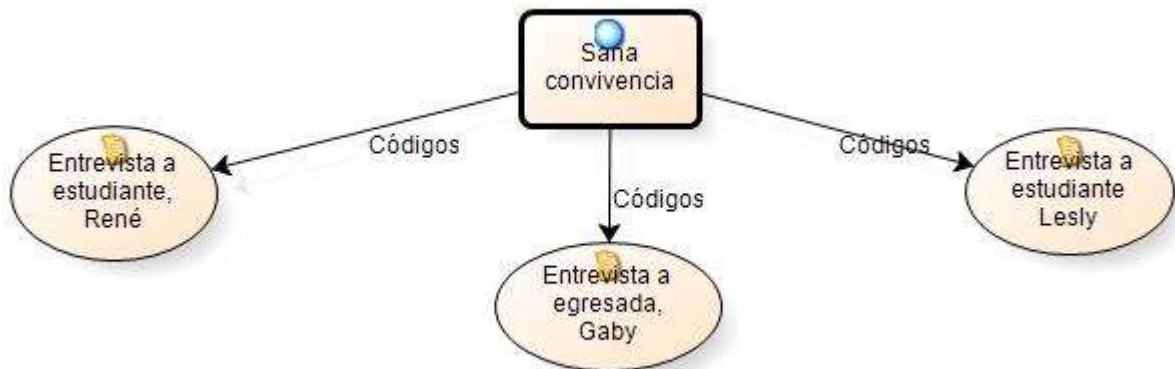 Sana
convivencia
Códigos
Códigos
Códigos
Entrevista a
estudiante,
René
Entrevista a
egresada,
Gaby
Entrevista a
estudiante
Lesly